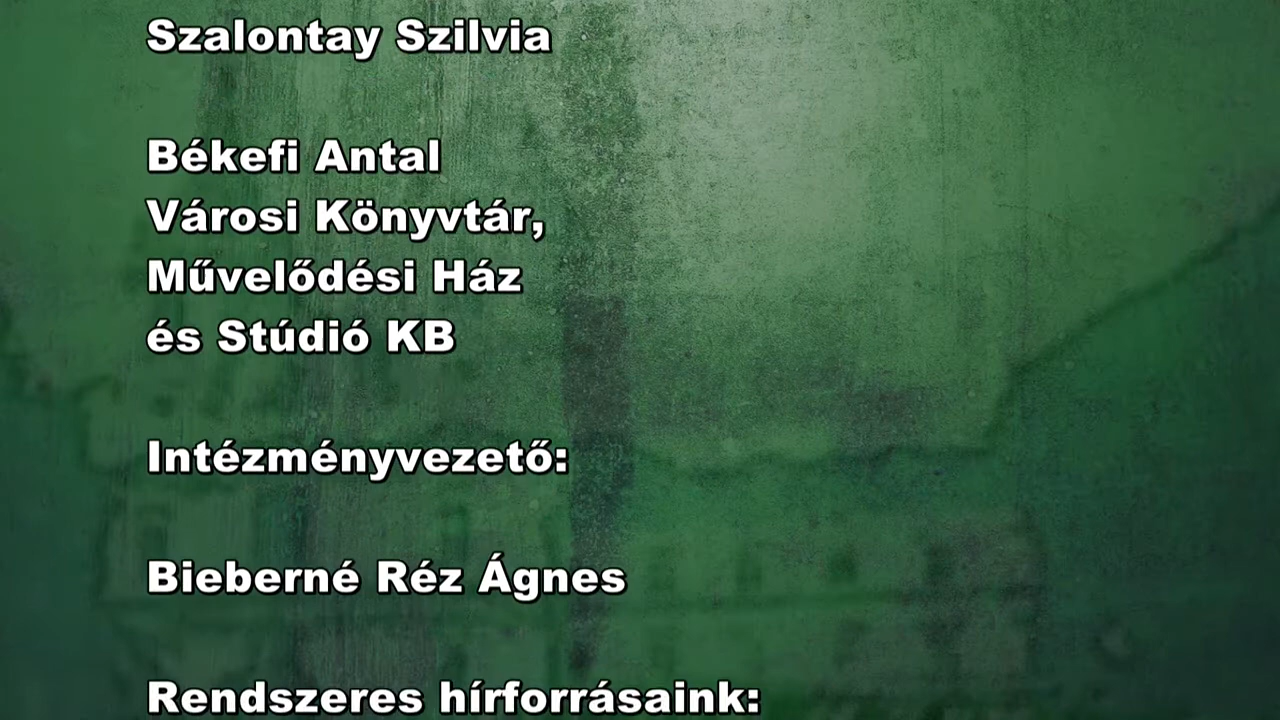 Szalontay Szilvia
Békefi Antal
Városi Könyvtár,
Művelődési Ház
és Stúdió KB
Intézményvezető:
Bieberné Réz Ágnes
Rendszeres hírforrásaink: